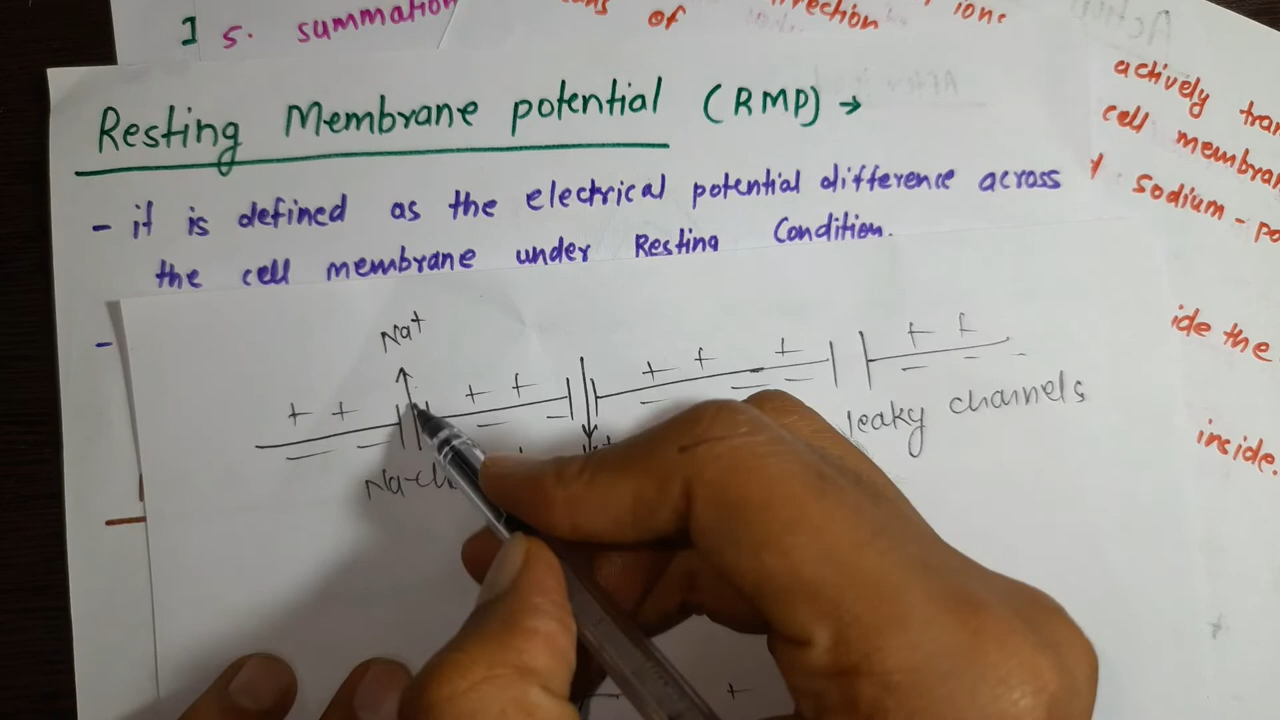 5. summation
of
ions
Resting Membrane potential (RMP) →
- it is defined as the electrical potential difference across
the cell membrane under Resting Condition.
-
actively
cell
sodium -
ide the
inside.
Na+
+ + + + + + + + +
leaky channels